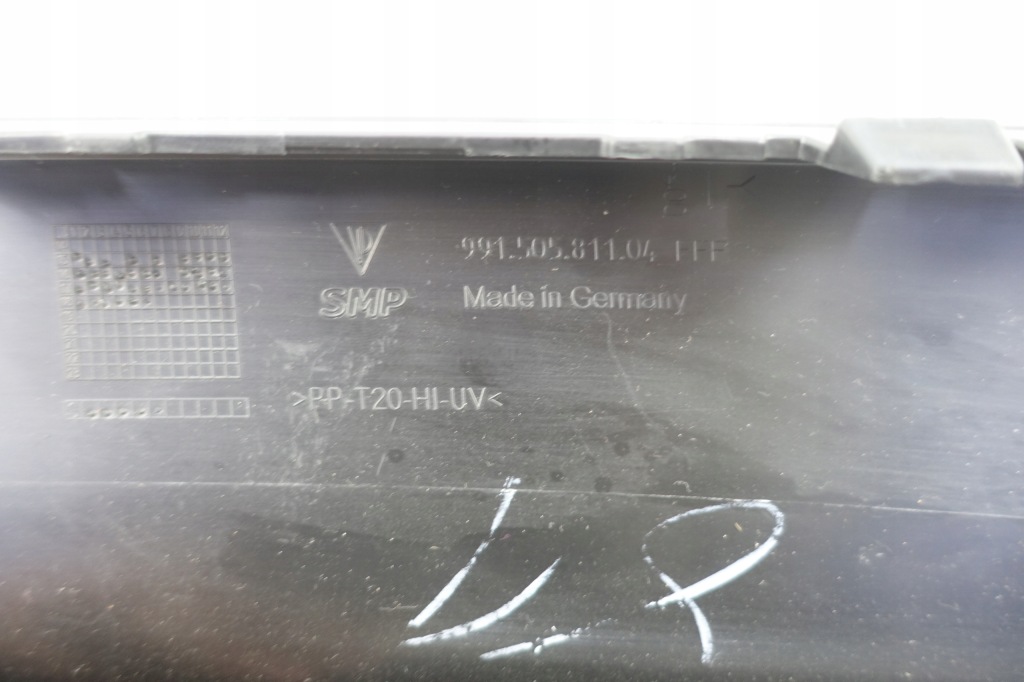 991.505.811.04 FFF
SMP
Made in Germany
>PP-T20-HI-UV<